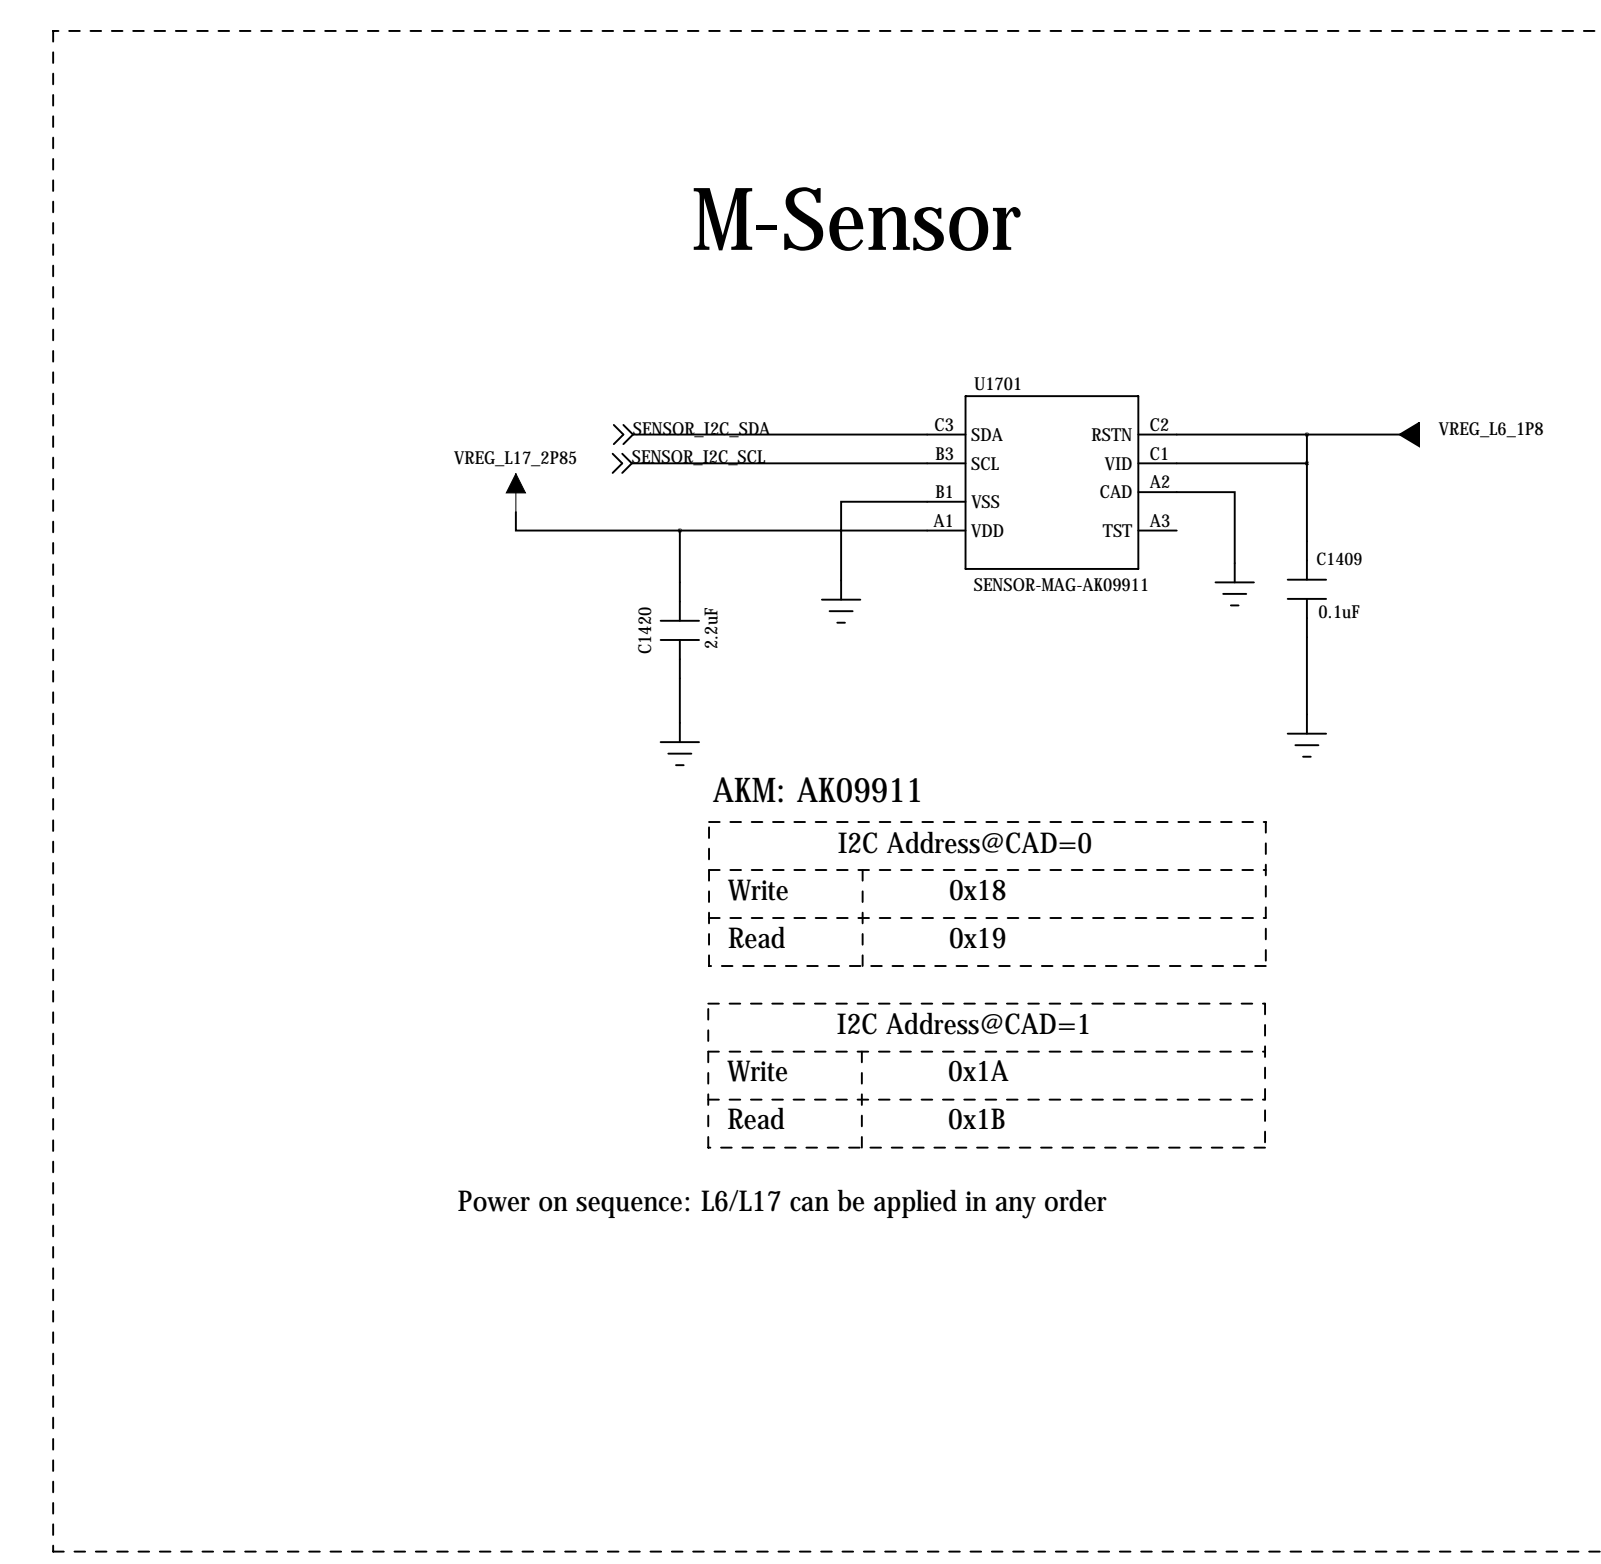 M-Sensor
U1701
SENSOR_I2C_SDA C3 SDA RSTN C2 VREG_L6_1P8
SENSOR_I2C_SCL B3 SCL VID C1
VREG_L17_2P85
B1 VSS CAD A2
A1 VDD TST A3
SENSOR-MAG-AK09911
C1409
0.1uF
C1420
2.2uF
AKM: AK09911
I2C Address@CAD=0
Write 0x18
Read 0x19
I2C Address@CAD=1
Write 0x1A
Read 0x1B
Power on sequence: L6/L17 can be applied in any order